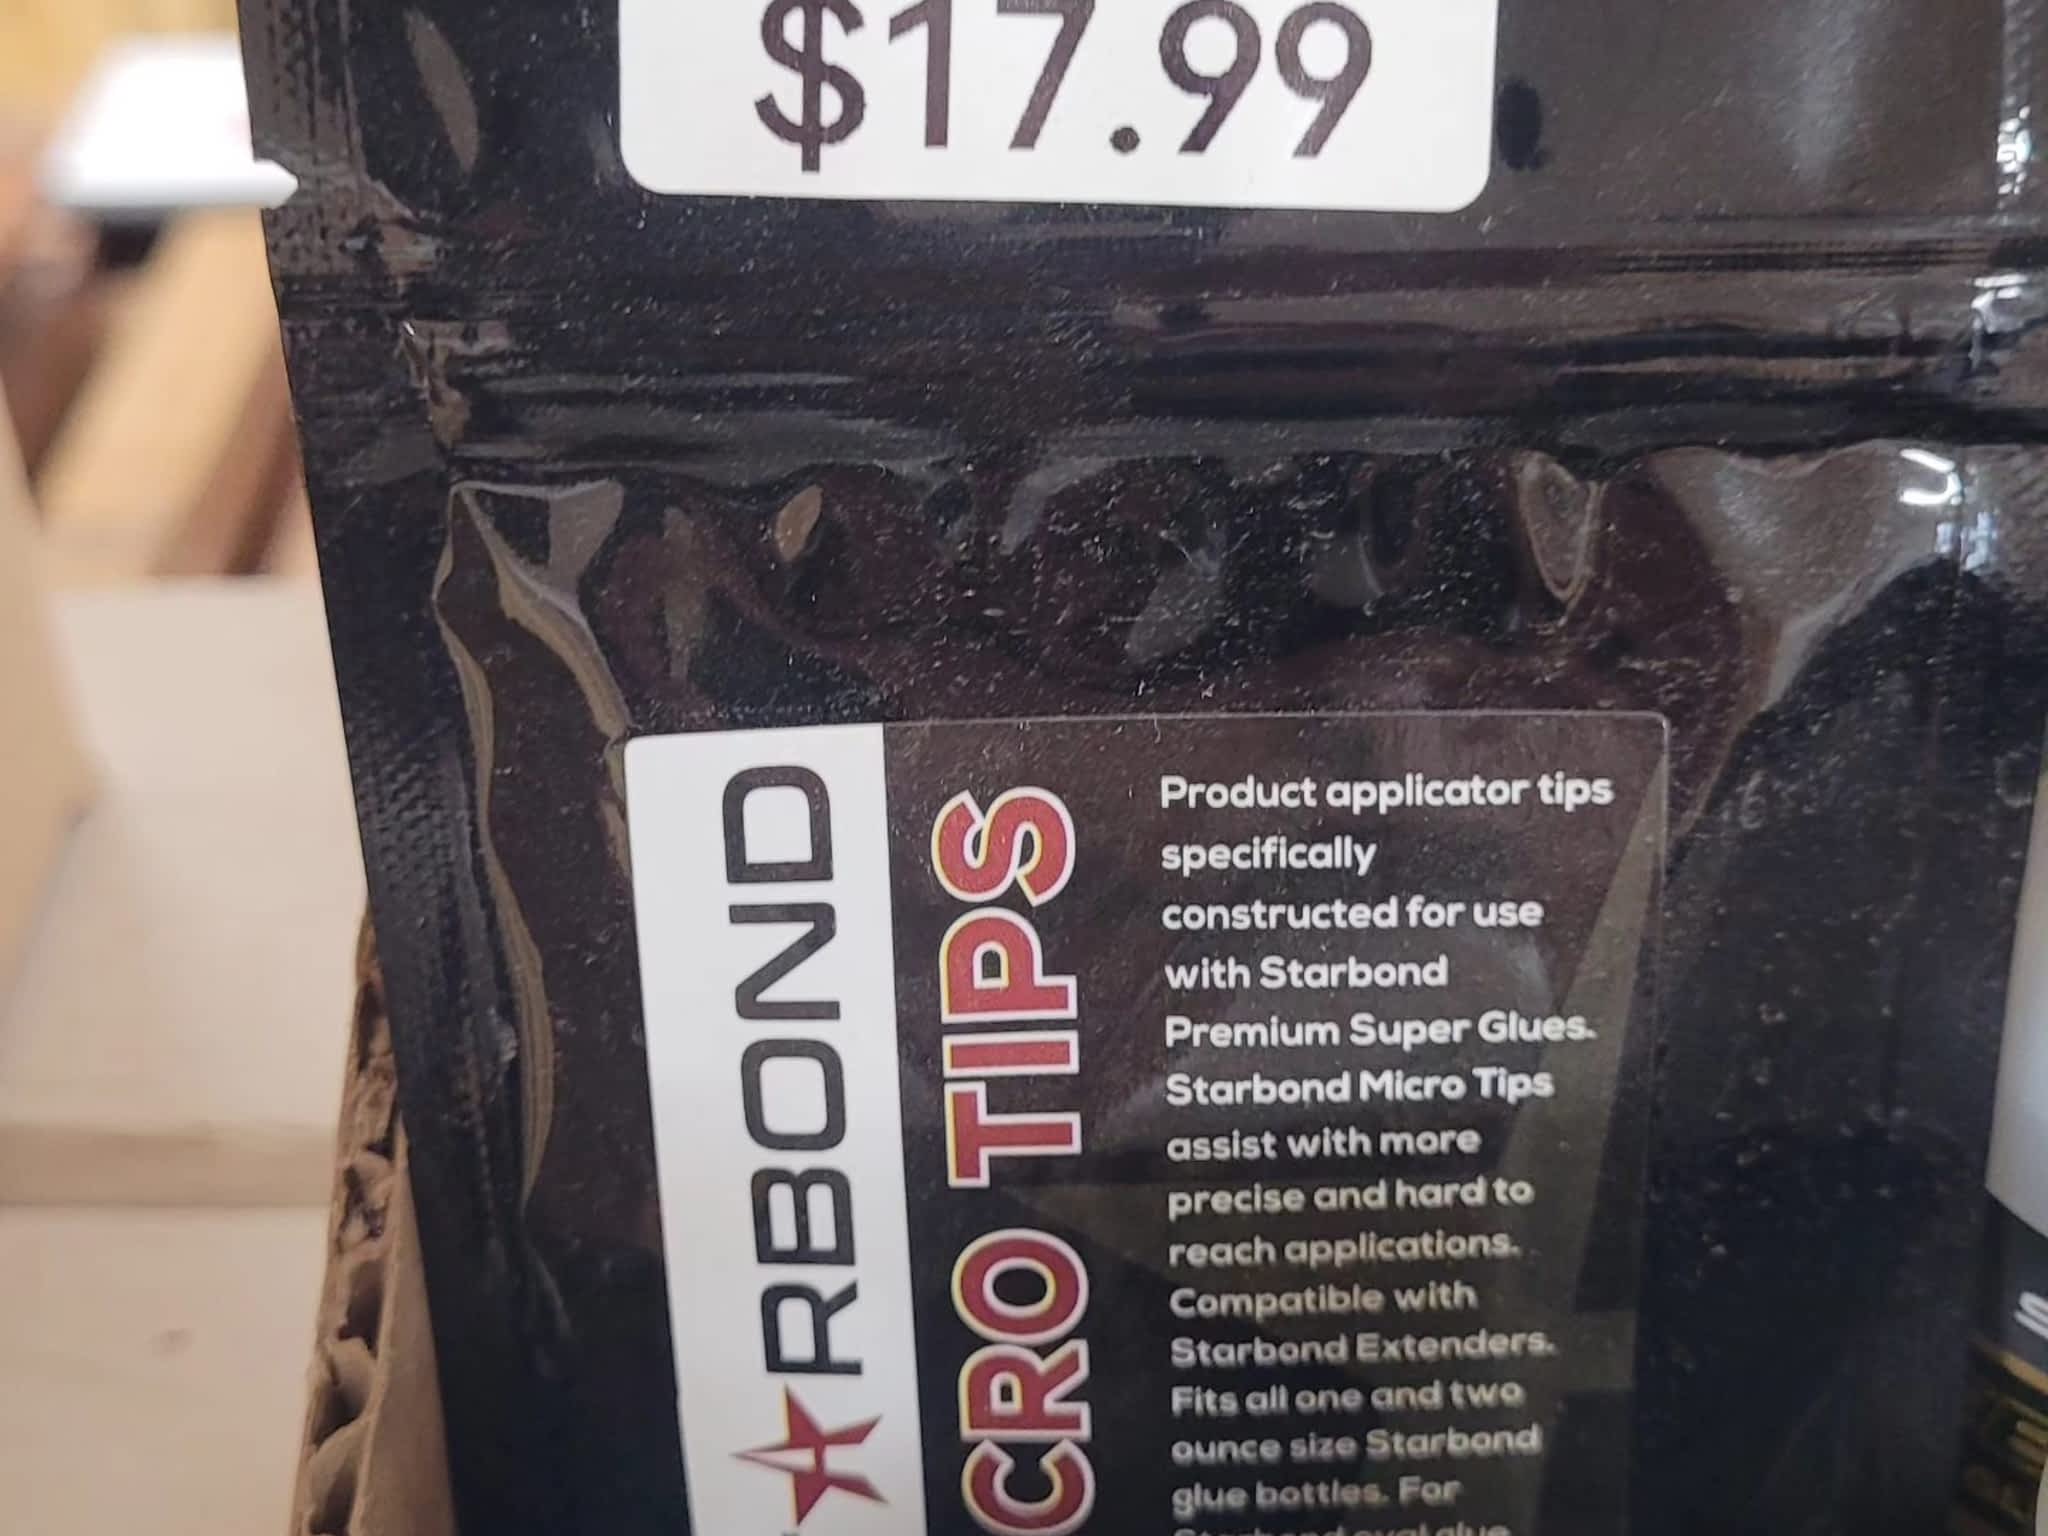 $17.99
RBOND
CRO TIPS
Product applicator tips
specifically
constructed for use
with Starbond
Premium Super Glues.
Starbond Micro Tips
assist with more
precise and hard to
reach applications.
Compatible with
Starbond Extenders.
Fits all one and two
ounce size Starbond
glue bottles. For